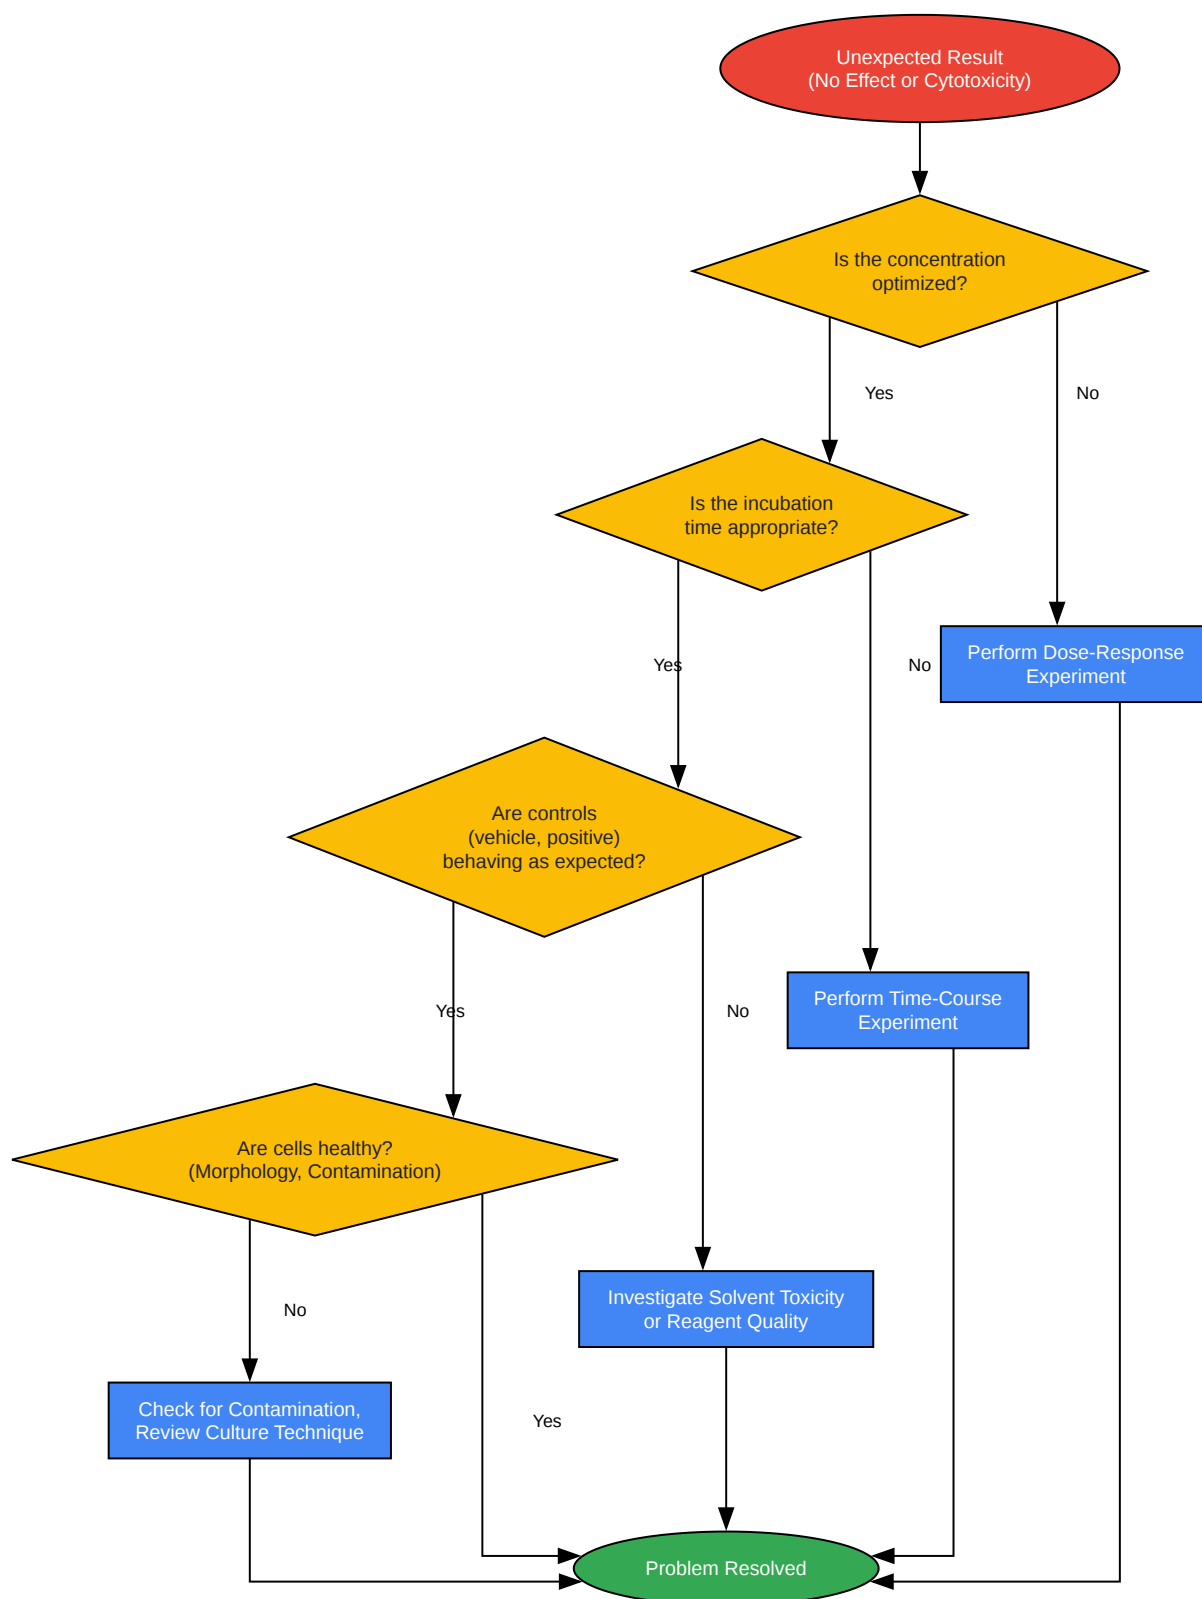 Unexpected Result
(No Effect or Cytotoxicity)
Is the concentration
optimized?
Yes
No
Is the incubation
time appropriate?
Yes
No
Perform Dose-Response
Experiment
Are controls
(vehicle, positive)
behaving as expected?
Yes
No
Perform Time-Course
Experiment
Are cells healthy?
(Morphology, Contamination)
No
Yes
Investigate Solvent Toxicity
or Reagent Quality
Check for Contamination,
Review Culture Technique
Problem Resolved